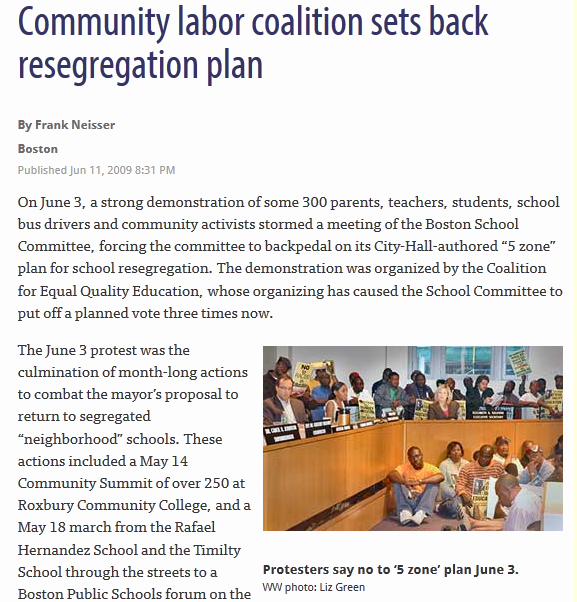 Community labor coalition sets back
resegregation plan
By Frank Neisser
Boston
Published Jun 11, 2009 8:31 PM
On June 3, a strong demonstration of some 300 parents, teachers, students, school
bus drivers and community activists stormed a meeting of the Boston School
Committee, forcing the committee to backpedal on its City-Hall-authored “5 zone”
plan for school resegregation. The demonstration was organized by the Coalition
for Equal Quality Education, whose organizing has caused the School Committee to
put off a planned vote three times now.
The June 3 protest was the
culmination of month-long actions
to combat the mayor’s proposal to
return to segregated
“neighborhood” schools. These
actions included a May 14
Community Summit of over 250 at
Roxbury Community College, and a
May 18 march from the Rafael
Hernandez School and the Timilty
School through the streets to a
Boston Public Schools forum on the
NO
Protesters say no to ‘5 zone’ plan June 3.
WW photo: Liz Green